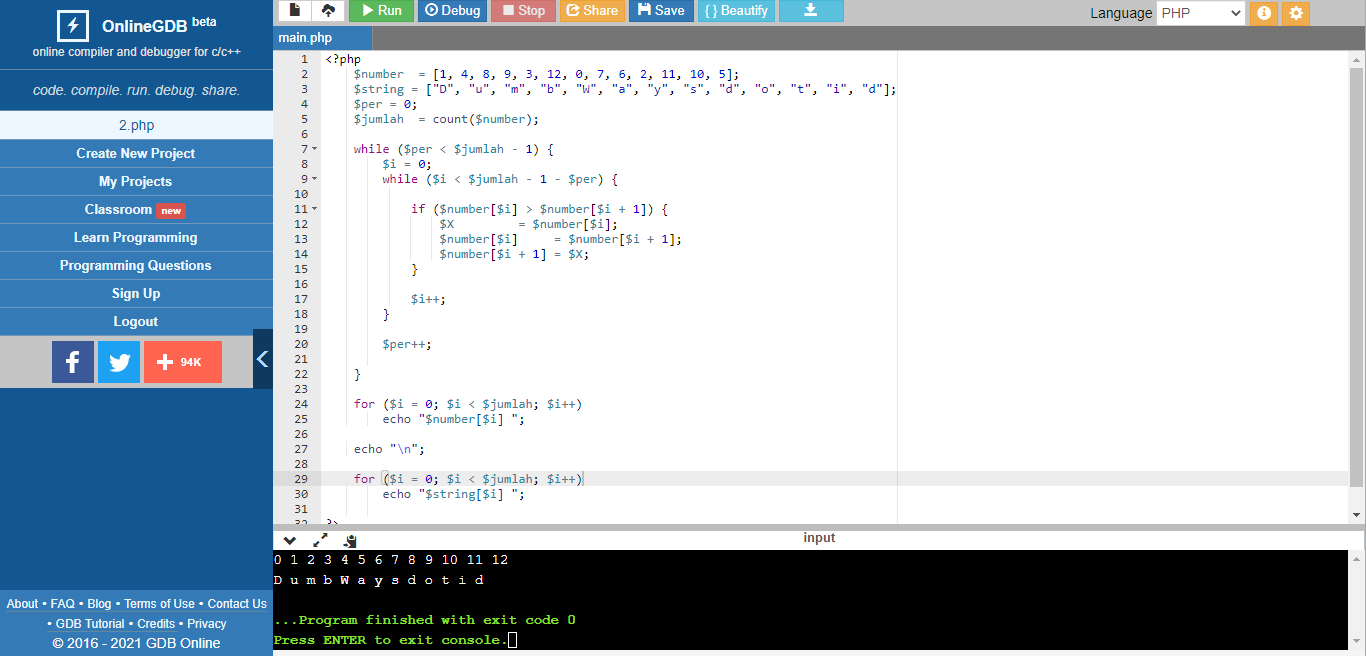 OnlineGDB beta
online compiler and debugger for c/c++
code. compile. run. debug. share.
2.php
Create New Project
My Projects
Classroom new
Learn Programming
Programming Questions
Sign Up
Logout
94K
About • FAQ • Blog • Terms of Use • Contact Us
• GDB Tutorial • Credits • Privacy
© 2016 - 2021 GDB Online
Run Debug Stop Share Save { } Beautify
Language PHP
main.php
1 <?php
2     $number  = [1, 4, 8, 9, 3, 12, 0, 7, 6, 2, 11, 10, 5];
3     $string = ["D", "u", "m", "b", "W", "a", "y", "s", "d", "o", "t", "i", "d"];
4     $per = 0;
5     $jumlah  = count($number);
6
7     while ($per < $jumlah - 1) {
8         $i = 0;
9         while ($i < $jumlah - 1 - $per) {
10
11             if ($number[$i] > $number[$i + 1]) {
12                 $X         = $number[$i];
13                 $number[$i]     = $number[$i + 1];
14                 $number[$i + 1] = $X;
15             }
16
17             $i++;
18         }
19
20         $per++;
21
22     }
23
24     for ($i = 0; $i < $jumlah; $i++)
25         echo "$number[$i] ";
26
27     echo "\n";
28
29     for ($i = 0; $i < $jumlah; $i++)
30         echo "$string[$i] ";
31
32 ?>
input
0 1 2 3 4 5 6 7 8 9 10 11 12
D u m b W a y s d o t i d
...Program finished with exit code 0
Press ENTER to exit console.